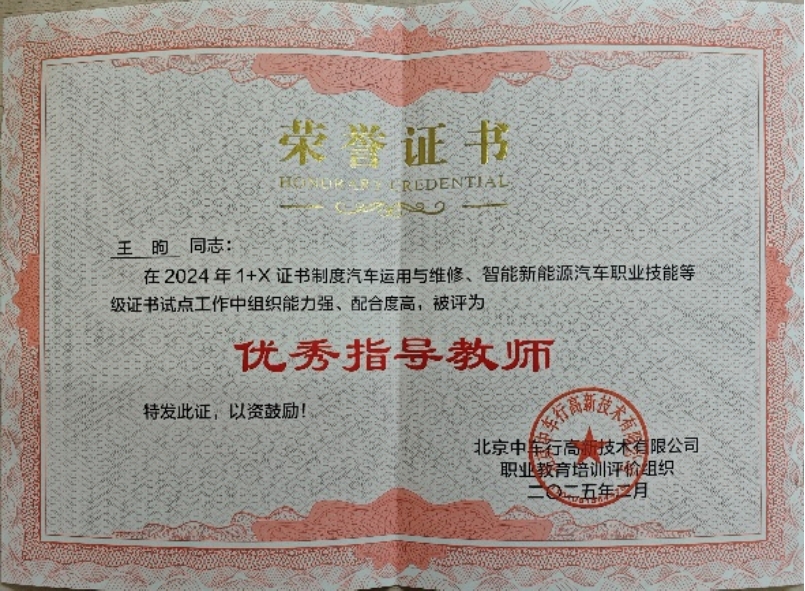 荣誉证书
HONORARY CREDENTIAL
王 昫 同志：
在 2024 年 1+X 证书制度汽车运用与维修、智能新能源汽车职业技能等
级证书试点工作中组织能力强、配合度高，被评为
优秀指导教师
特发此证，以资鼓励！
北京中车行高新技术有限公司
职业教育培训评价组织
二〇二五年二月